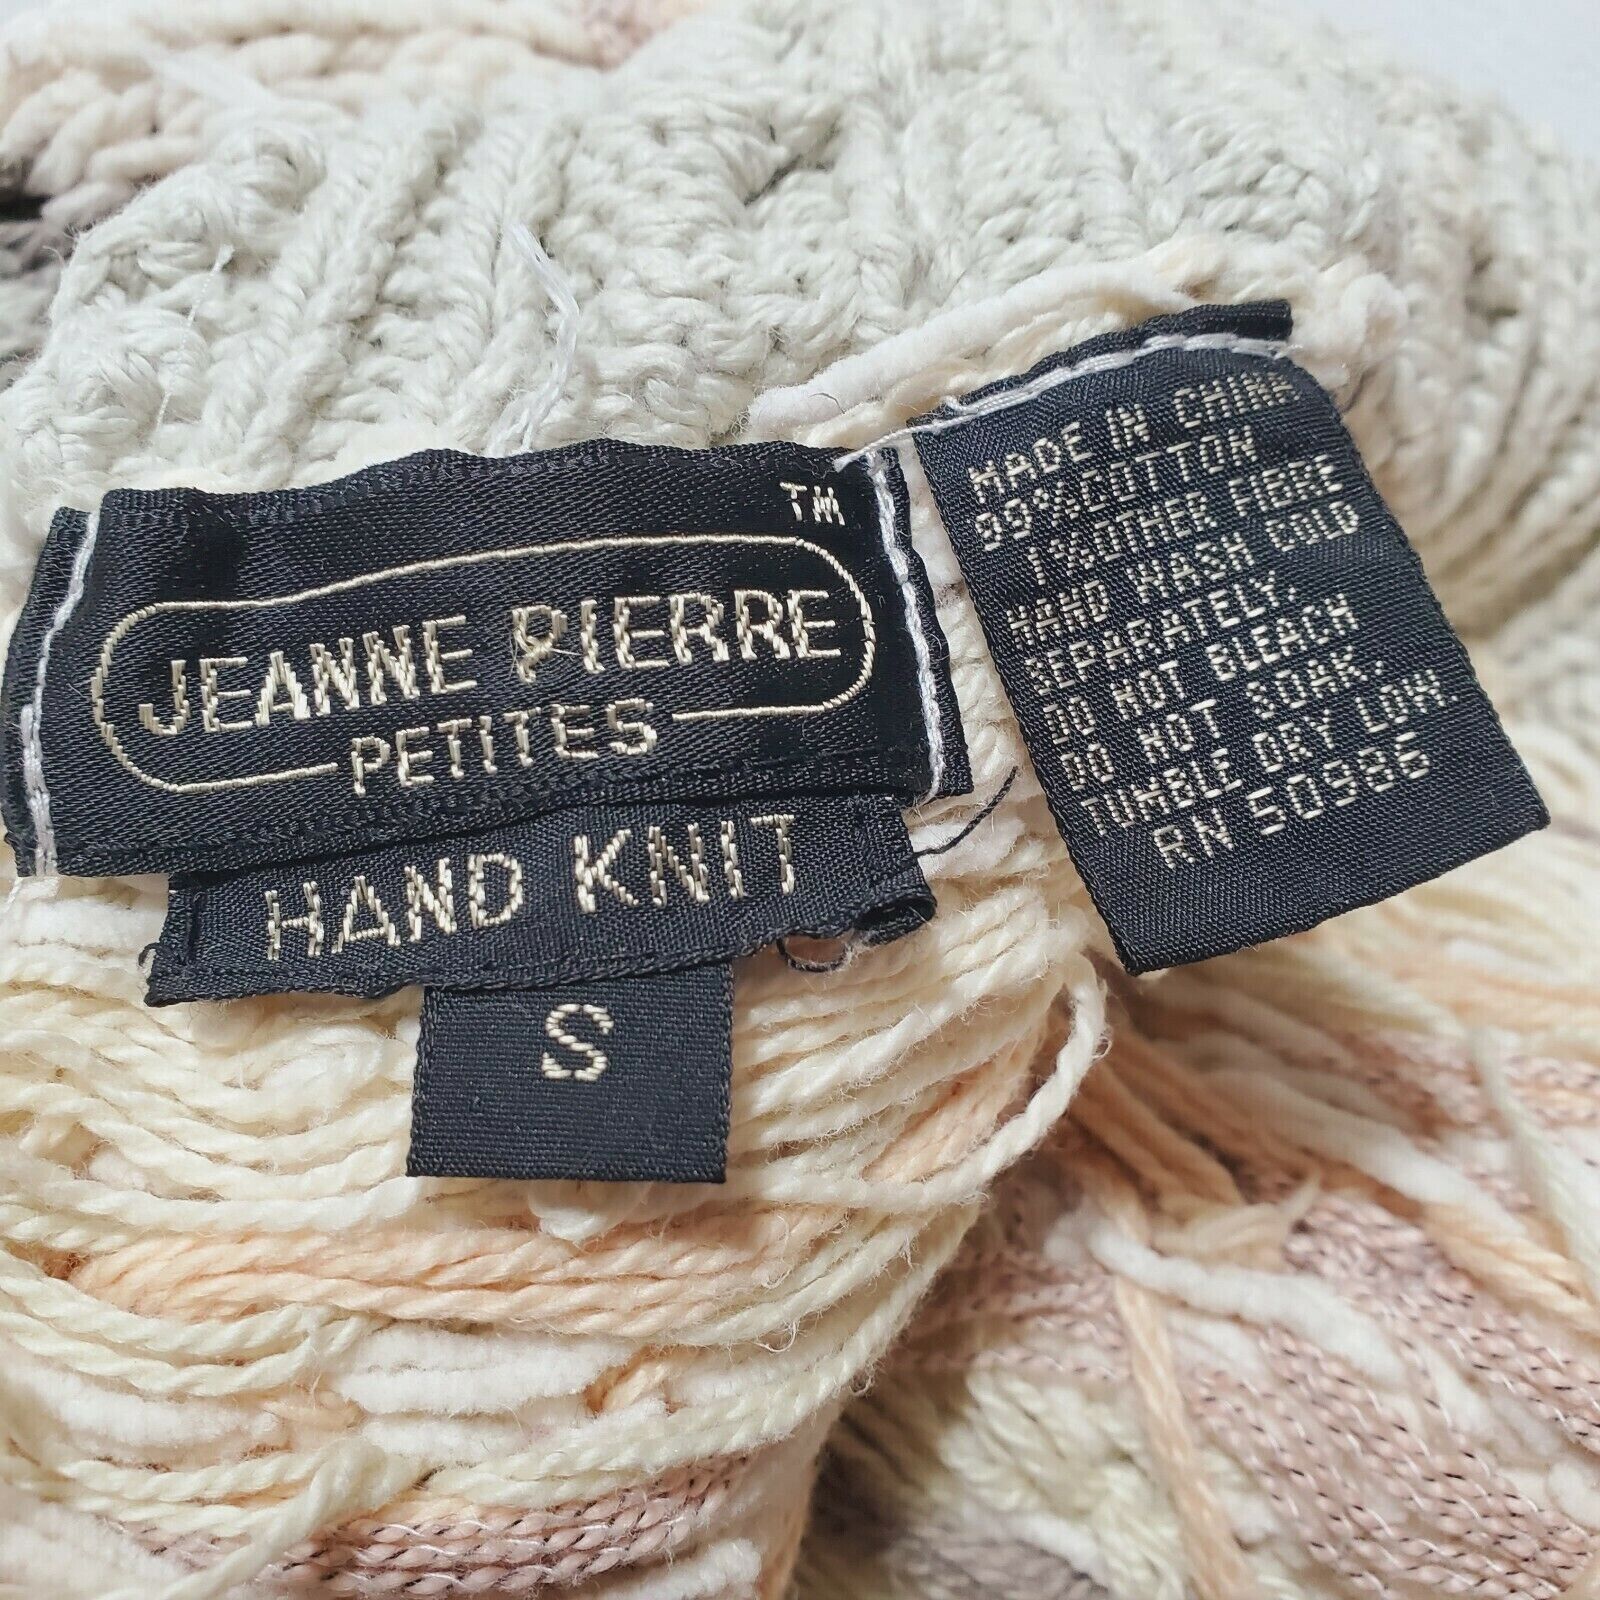 TM
JEANNE PIERRE
PETITES
HAND KNIT
S
MADE IN CHINA
99%COTTON
1%OTHER FIBRE
HAND WASH COLD
SEPARATELY.
DO NOT BLEACH
DO NOT SOAK.
TUMBLE DRY LOW.
RN 50986